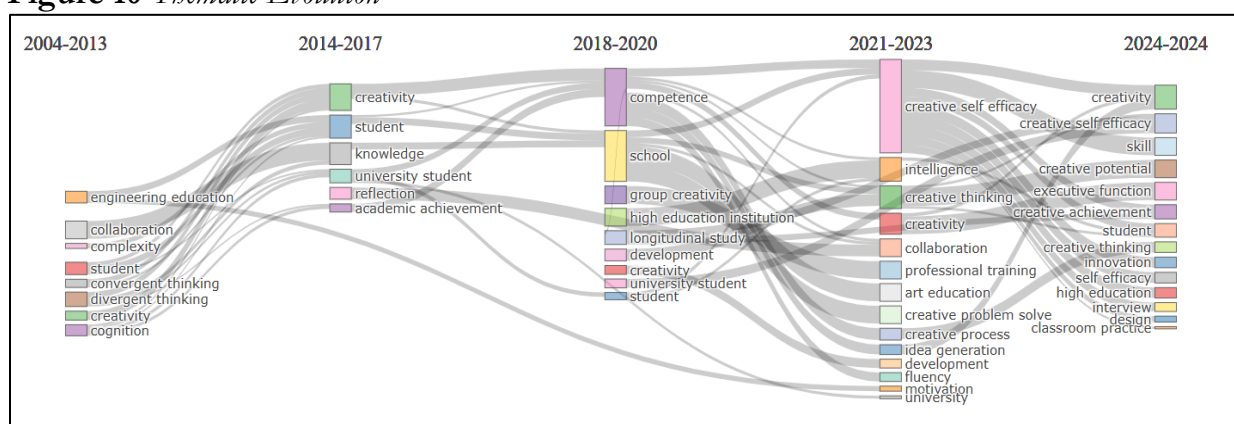 Figure 10 Thematic Evolution
2004-2013
2014-2017
2018-2020
2021-2023
2024-2024
engineering education
collaboration
complexity
student
convergent thinking
divergent thinking
creativity
cognition
creativity
student
knowledge
university student
reflection
academic achievement
competence
school
group creativity
high education institution
longitudinal study
development
creativity
university student
student
creative self efficacy
intelligence
creative thinking
creativity
collaboration
professional training
art education
creative problem solve
creative process
idea generation
development
fluency
motivation
university
creativity
creative self efficacy
skill
creative potential
executive function
creative achievement
student
creative thinking
innovation
self efficacy
high education
interview
design
classroom practice